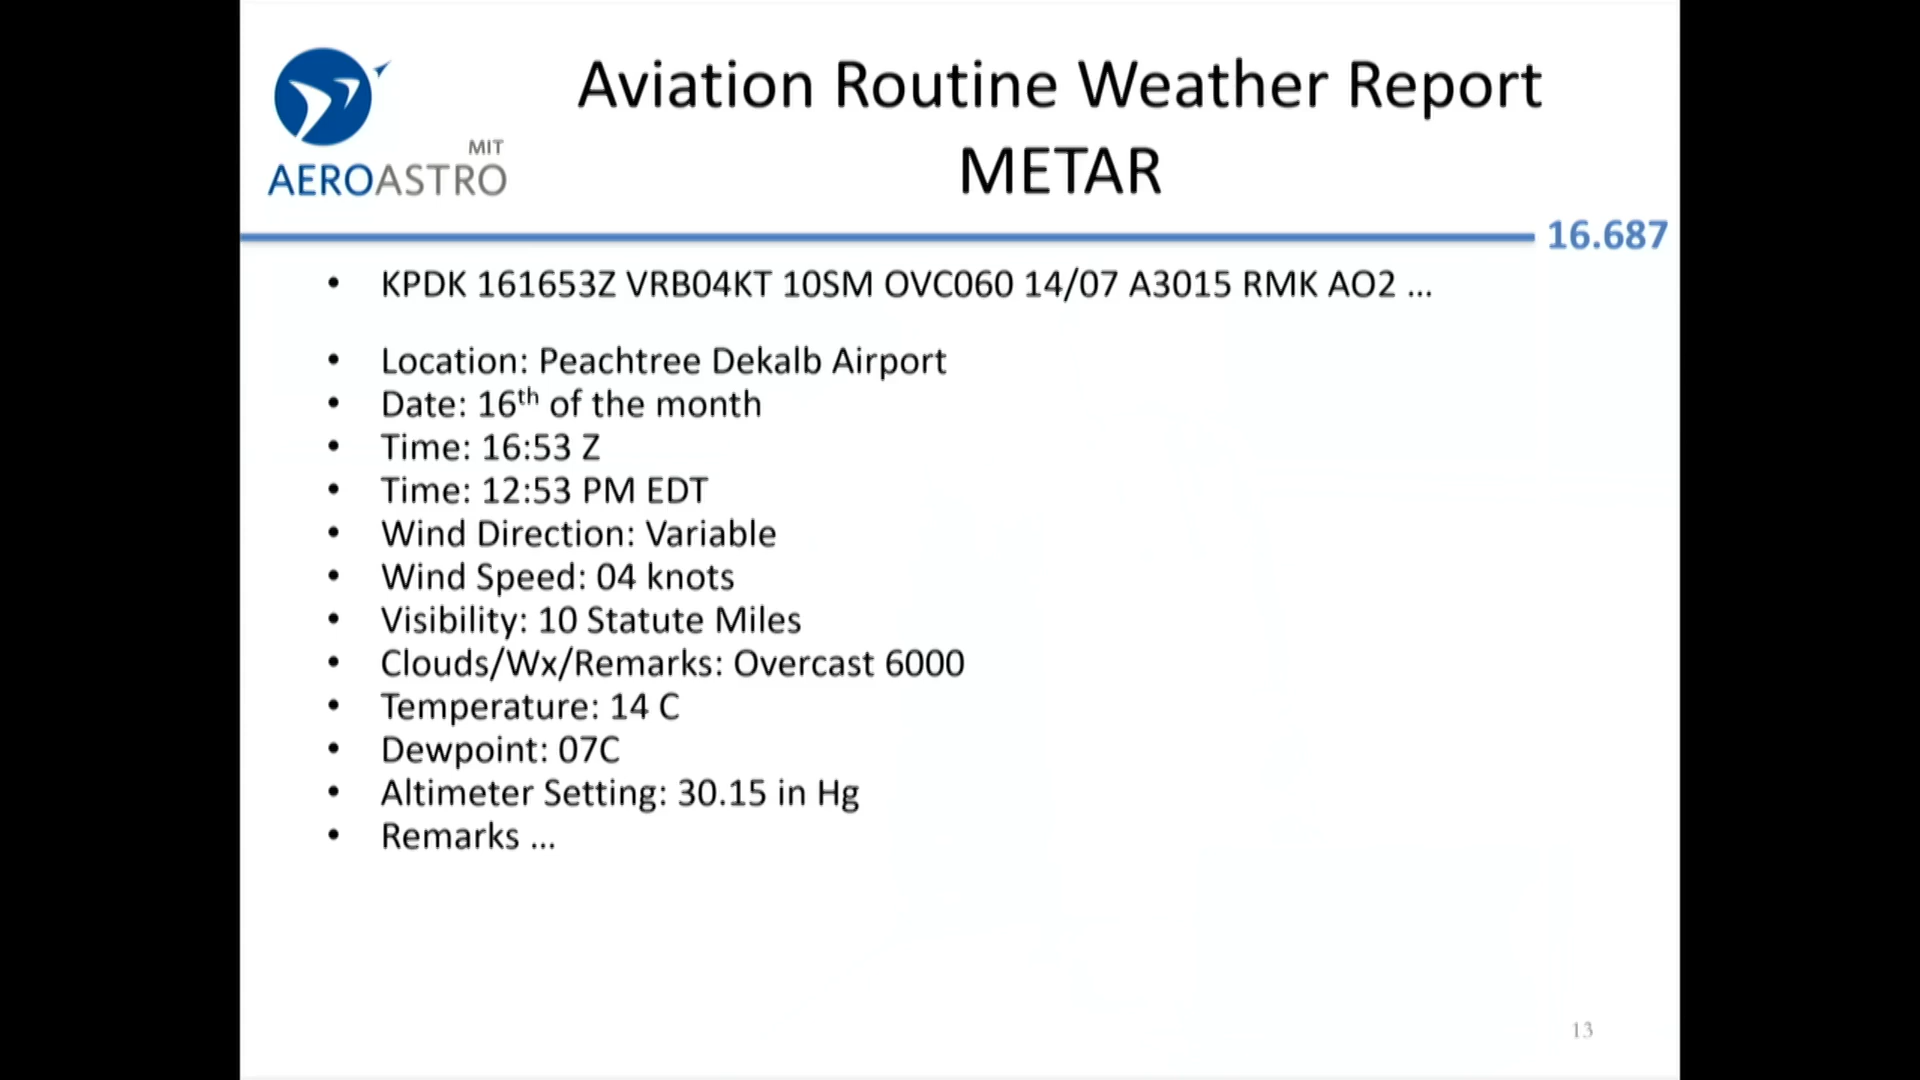 Aviation Routine Weather Report
METAR
MIT
AEROASTRO
16.687
• KPDK 161653Z VRB04KT 10SM OVC060 14/07 A3015 RMK AO2 ...
• Location: Peachtree Dekalb Airport
• Date: 16th of the month
• Time: 16:53 Z
• Time: 12:53 PM EDT
• Wind Direction: Variable
• Wind Speed: 04 knots
• Visibility: 10 Statute Miles
• Clouds/Wx/Remarks: Overcast 6000
• Temperature: 14 C
• Dewpoint: 07C
• Altimeter Setting: 30.15 in Hg
• Remarks ...
13